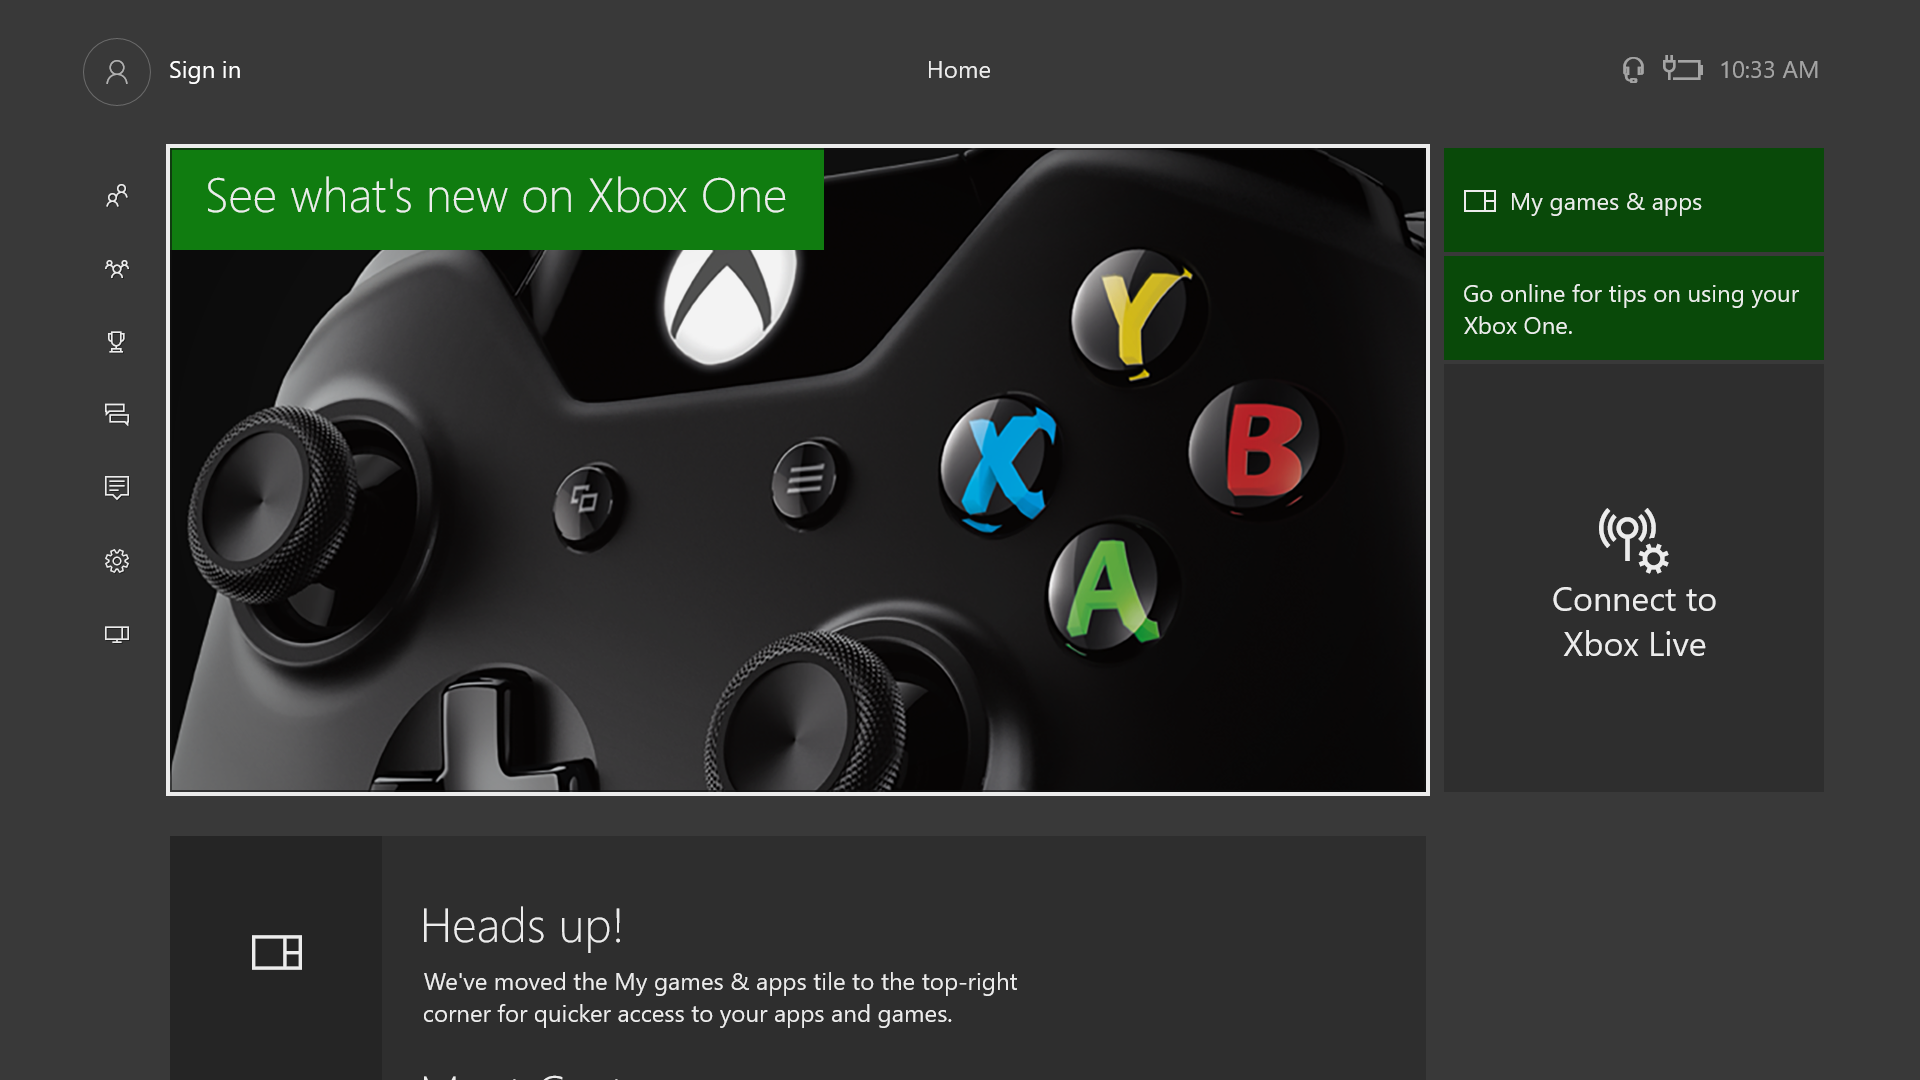 Sign in
Home
10:33 AM
See what's new on Xbox One
My games & apps
Go online for tips on using your
Xbox One.
Y
X
B
A
Connect to
Xbox Live
Heads up!
We've moved the My games & apps tile to the top-right
corner for quicker access to your apps and games.